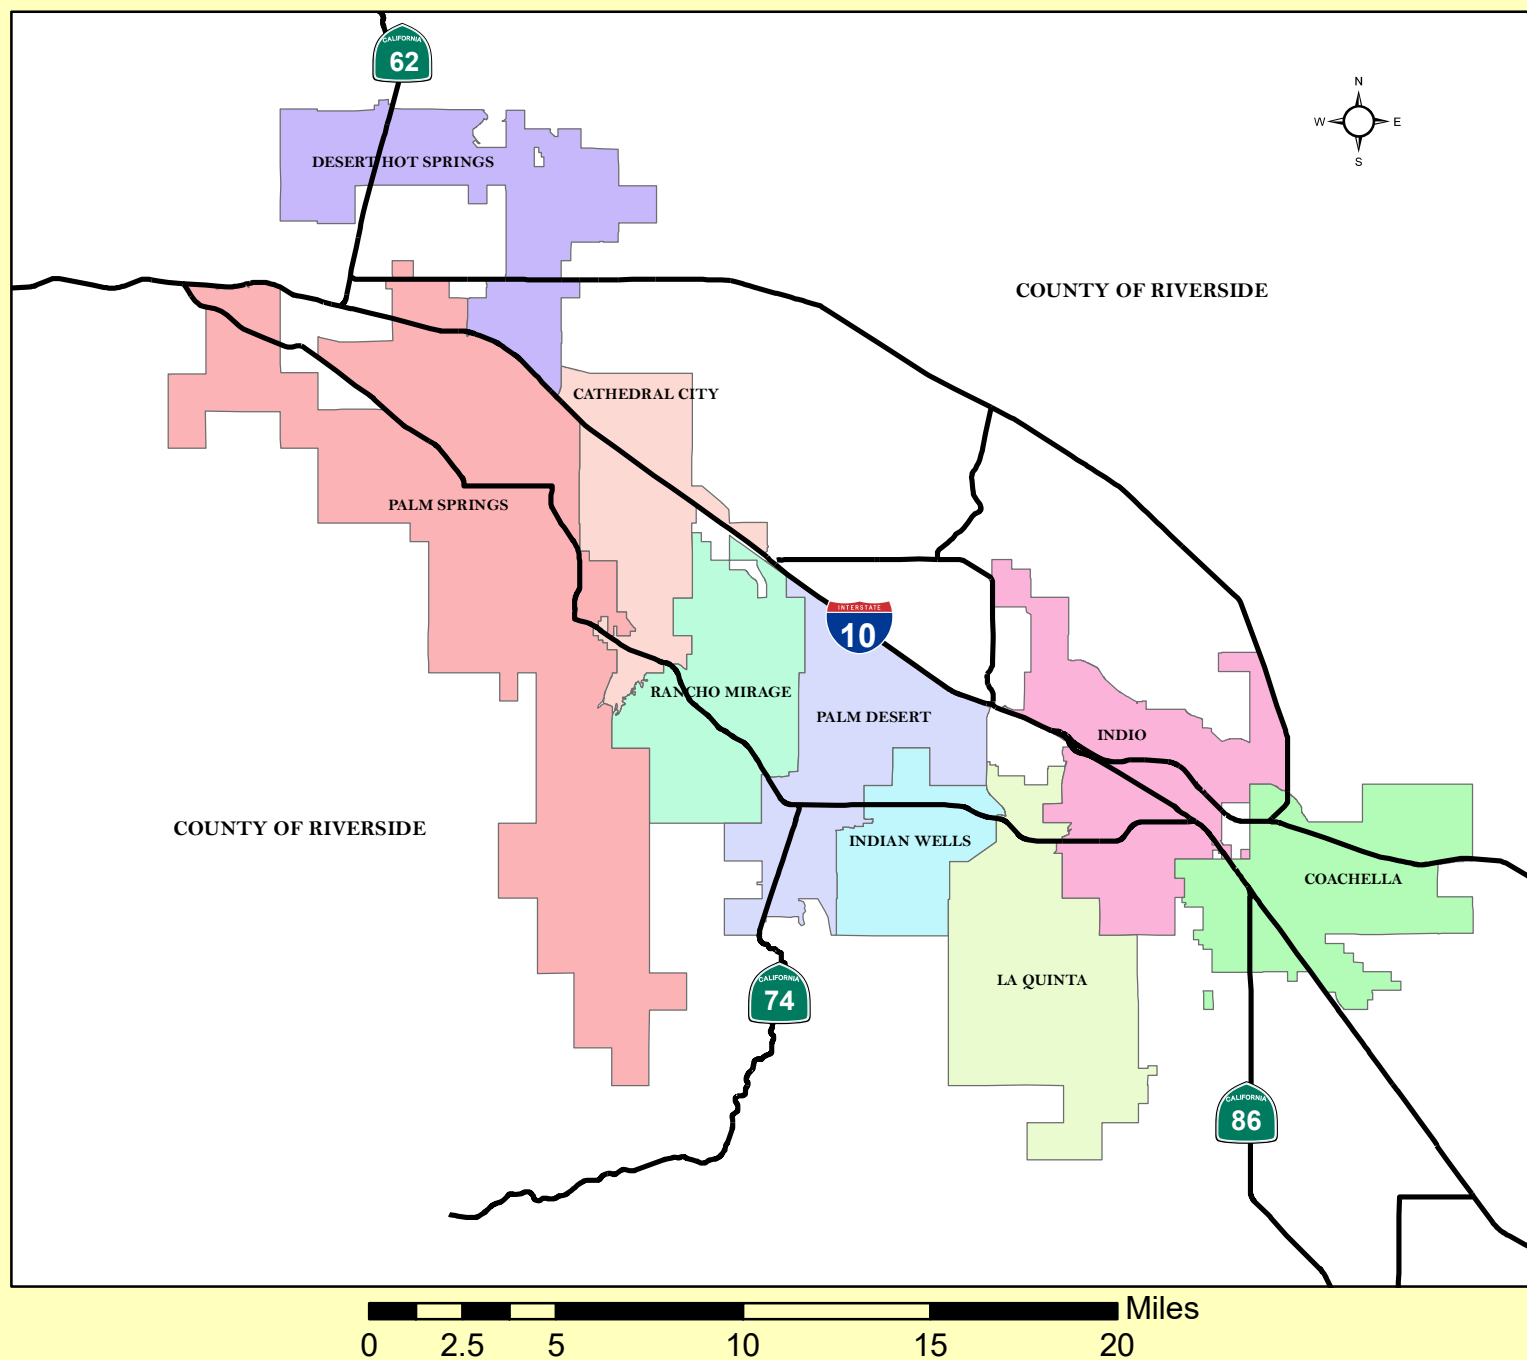 CALIFORNIA
62
N
W E
S
DESERT HOT SPRINGS
COUNTY OF RIVERSIDE
CATHEDRAL CITY
PALM SPRINGS
INTERSTATE
10
RANCHO MIRAGE
PALM DESERT
INDIO
COUNTY OF RIVERSIDE
INDIAN WELLS
COACHELLA
LA QUINTA
CALIFORNIA
74
CALIFORNIA
86
Miles
0 2.5 5 10 15 20